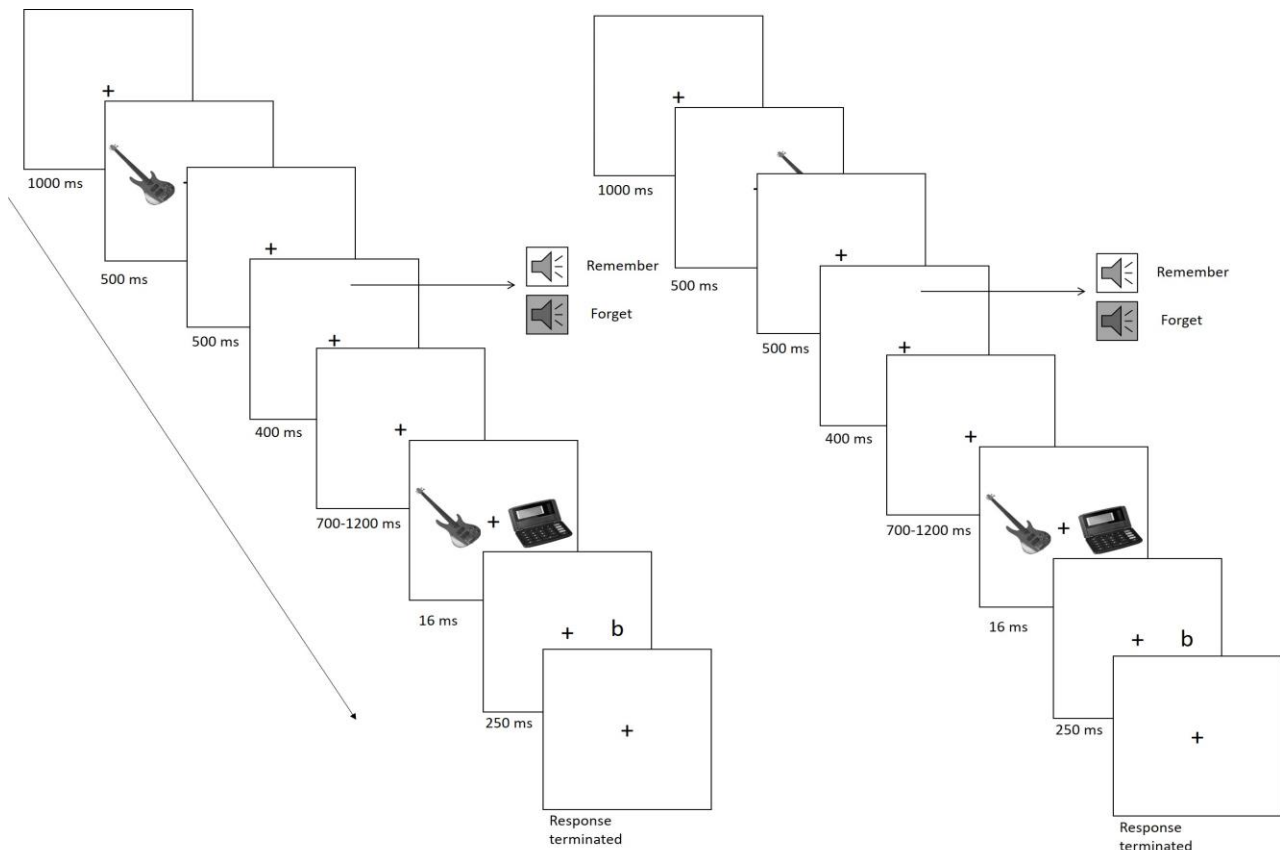 +
1000 ms
+
500 ms
+
500 ms
Remember
Forget
+
400 ms
+
700-1200 ms
+
16 ms
+ b
250 ms
+
Response
terminated
+
1000 ms
500 ms
+
500 ms
Remember
Forget
+
400 ms
+
700-1200 ms
+
16 ms
+ b
250 ms
+
Response
terminated